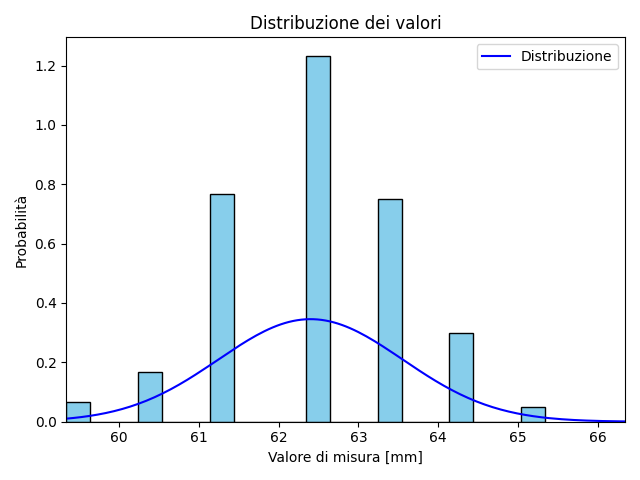 Distribuzione dei valori
Distribuzione
1.2
1.0
0.8
0.6
0.4
0.2
0.0
Probabilità
60 61 62 63 64 65 66
Valore di misura [mm]